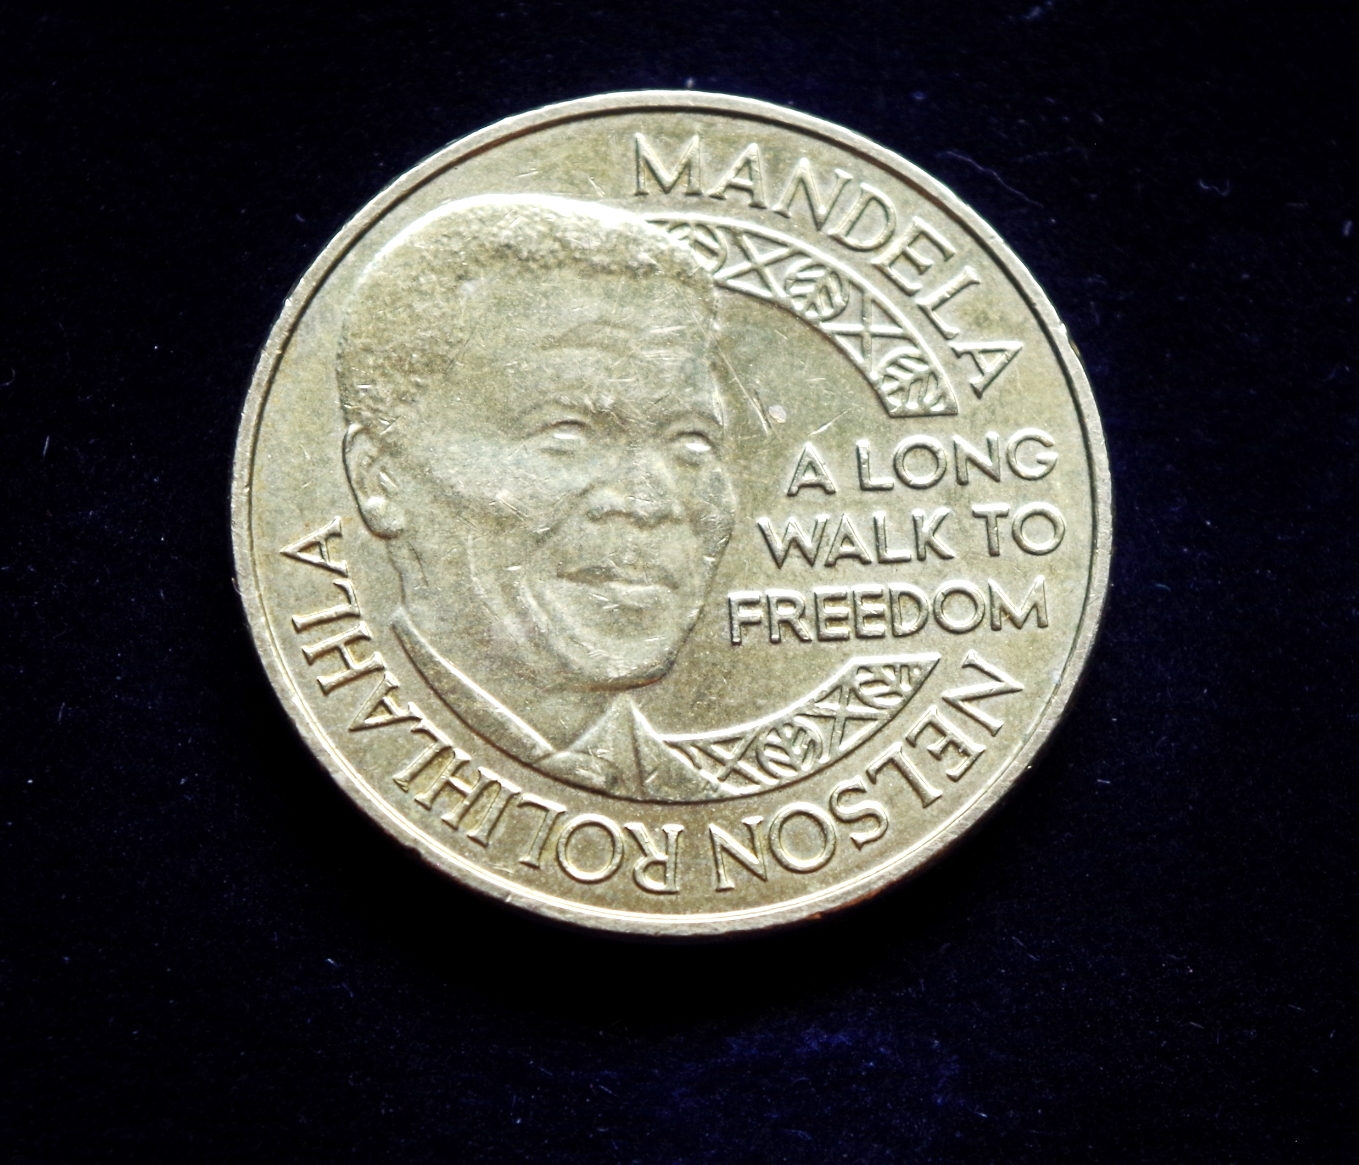 NELSON ROLIHLAHLA
MANDELA
A LONG
WALK TO
FREEDOM